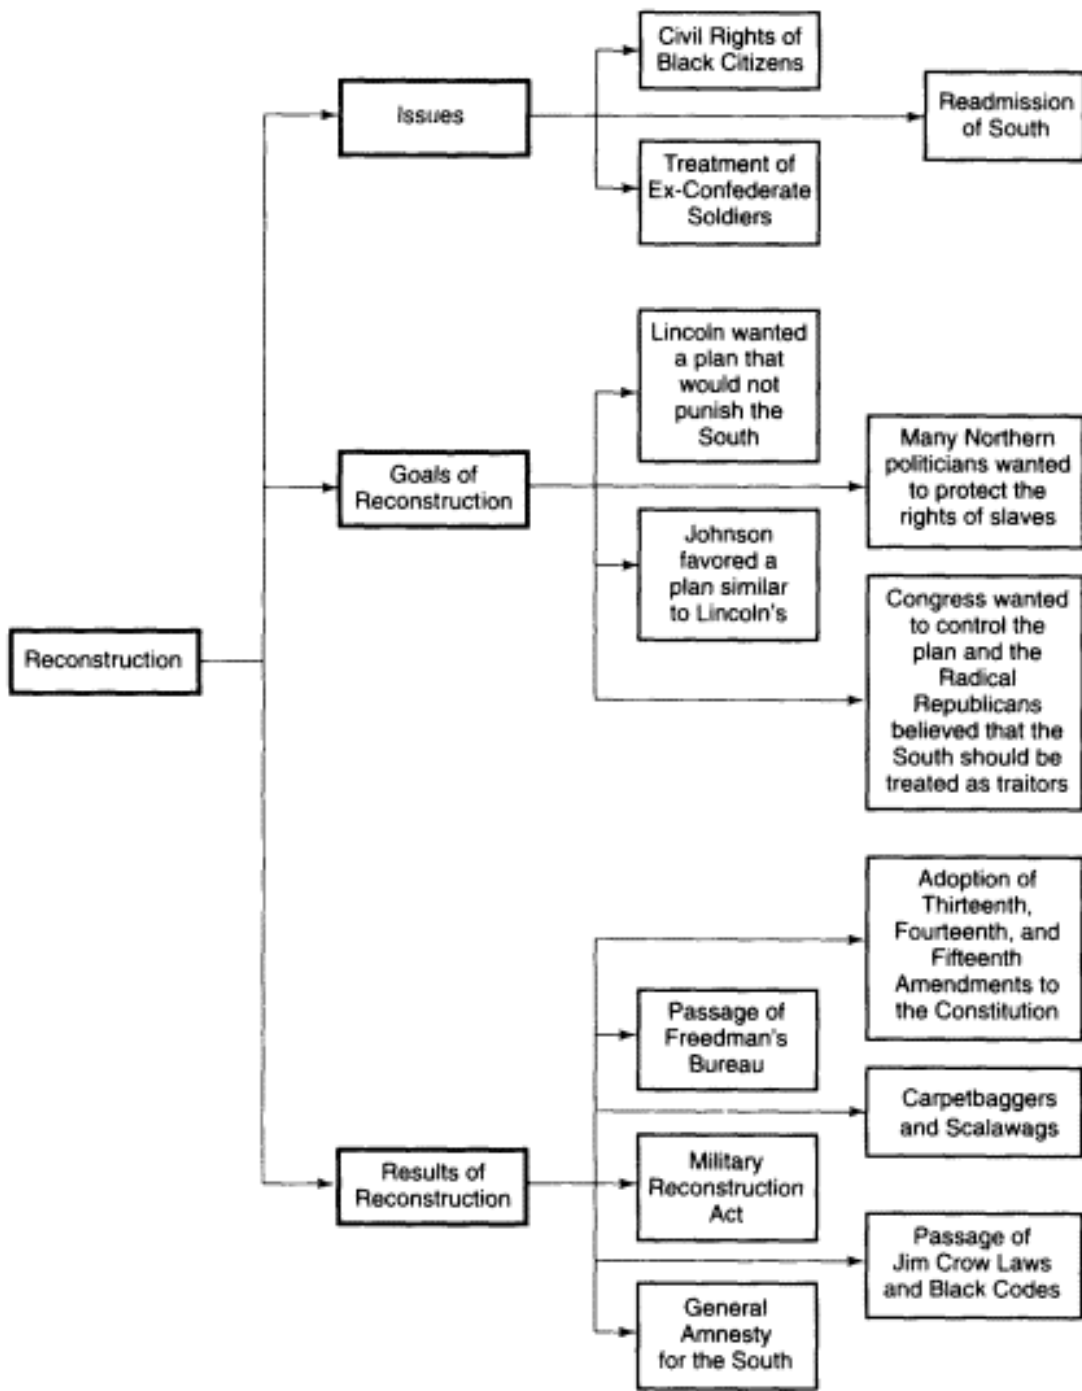 Civil Rights of
Black Citizens
Issues
Readmission
of South
Treatment of
Ex-Confederate
Soldiers
Lincoln wanted
a plan that
would not
punish the
South
Goals of
Reconstruction
Many Northern
politicians wanted
to protect the
rights of slaves
Johnson
favored a
plan similar
to Lincoln's
Congress wanted
to control the
plan and the
Radical
Republicans
believed that the
South should be
treated as traitors
Reconstruction
Adoption of
Thirteenth,
Fourteenth, and
Fifteenth
Amendments to
the Constitution
Passage of
Freedman's
Bureau
Carpetbaggers
and Scalawags
Results of
Reconstruction
Military
Reconstruction
Act
Passage of
Jim Crow Laws
and Black Codes
General
Amnesty
for the South